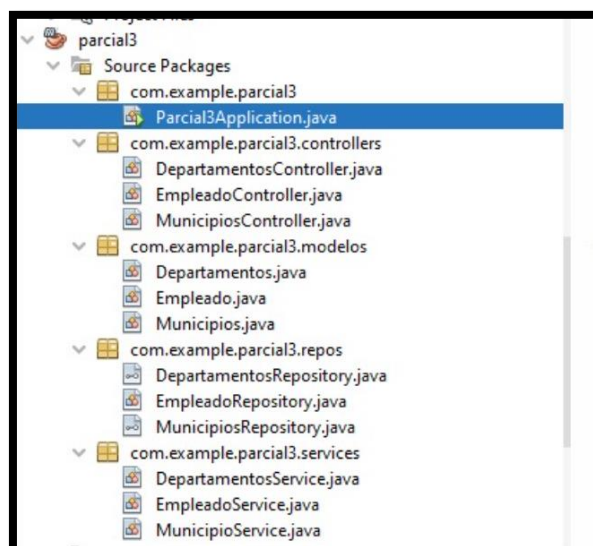 parcial3
Source Packages
com.example.parcial3
Parcial3Application.java
com.example.parcial3.controllers
DepartamentosController.java
EmpleadoController.java
MunicipiosController.java
com.example.parcial3.modelos
Departamentos.java
Empleado.java
Municipios.java
com.example.parcial3.repos
DepartamentosRepository.java
EmpleadoRepository.java
MunicipiosRepository.java
com.example.parcial3.services
DepartamentosService.java
EmpleadoService.java
MunicipioService.java